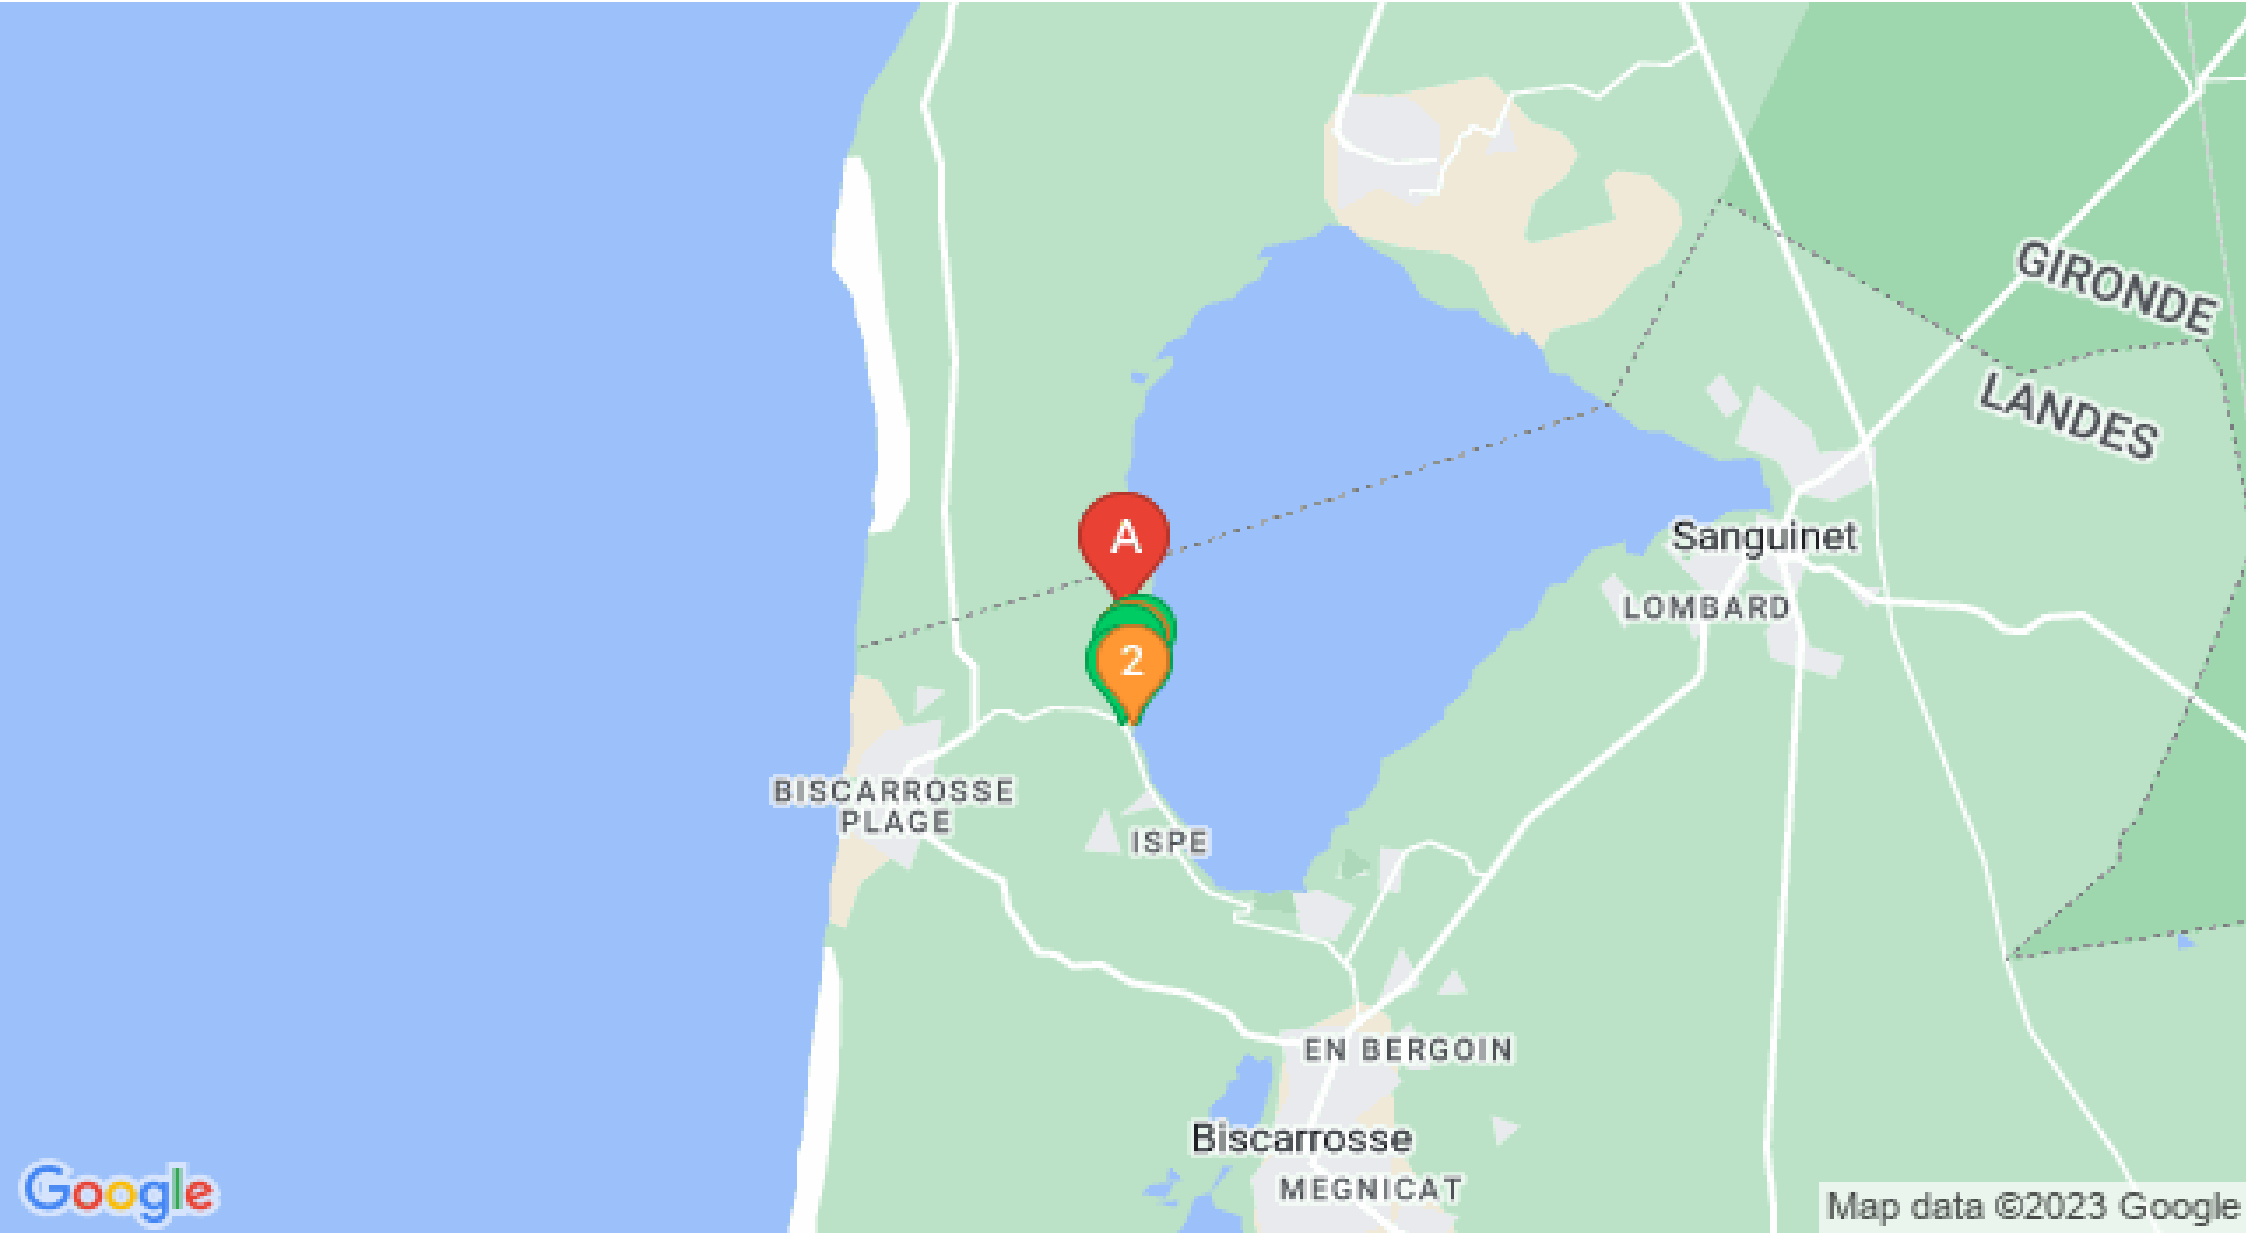 GIRONDE
LANDES
A
Sanguinet
LOMBARD
2
BISCARROSSE
PLAGE
ISPE
EN BERGOIN
Biscarrosse
MEGNICAT
Google
Map data ©2023 Google